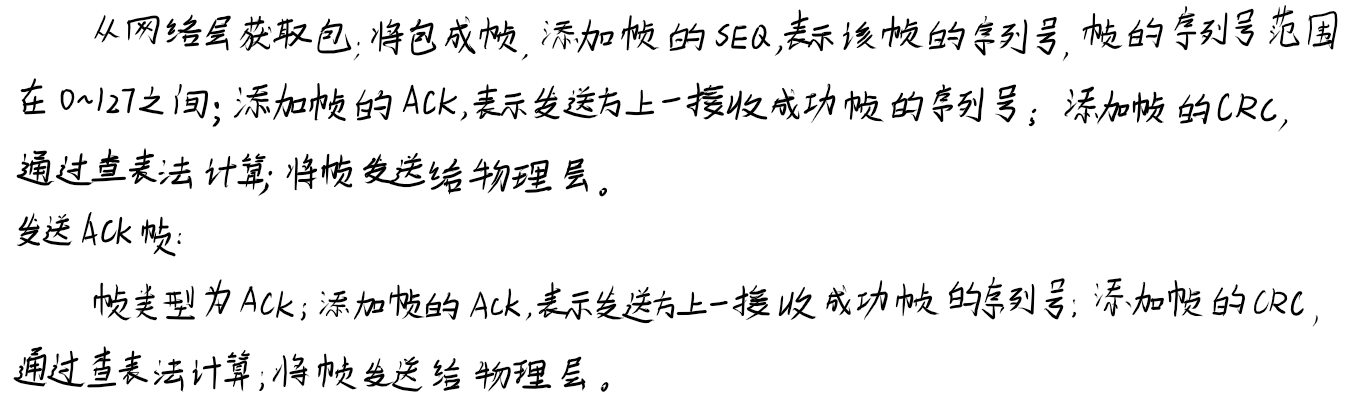 从网络层获取包;将包成帧,添加帧的SEQ,表示该帧的序列号,帧的序列号范围
在0~127之间;添加帧的ACK,表示发送方上一接收成功帧的序列号;添加帧的CRC,
通过查表法计算;将帧发送给物理层。
发送ACK帧:
帧类型为ACK;添加帧的ACK,表示发送方上一接收成功帧的序列号;添加帧的CRC,
通过查表法计算;将帧发送给物理层。